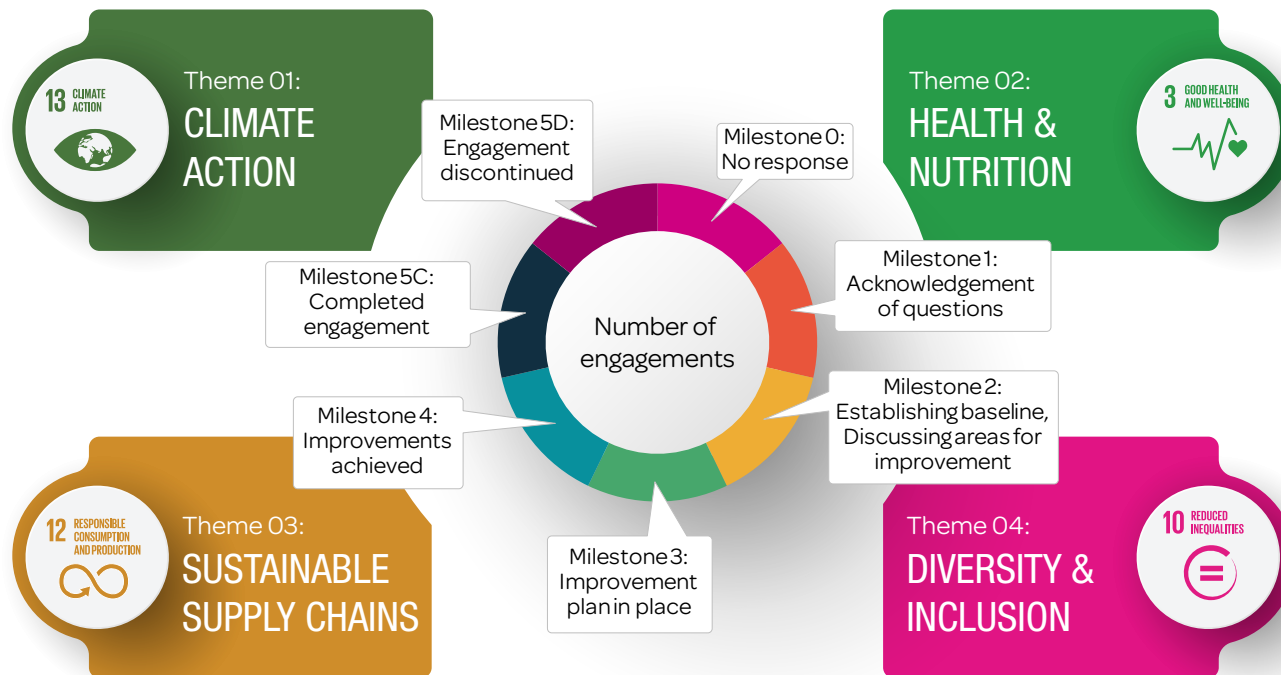 13 CLIMATE
ACTION
Theme 01:
CLIMATE
ACTION
Theme 02:
HEALTH &
NUTRITION
3 GOOD HEALTH
AND WELL-BEING
Milestone 5D:
Engagement
discontinued
Milestone 0:
No response
Milestone 1:
Acknowledgement
of questions
Milestone 5C:
Completed
engagement
Number of
engagements
Milestone 2:
Establishing baseline,
Discussing areas for
improvement
Milestone 4:
Improvements
achieved
Milestone 3:
Improvement
plan in place
12 RESPONSIBLE
CONSUMPTION
AND PRODUCTION
Theme 03:
SUSTAINABLE
SUPPLY CHAINS
Theme 04:
DIVERSITY &
INCLUSION
10 REDUCED
INEQUALITIES